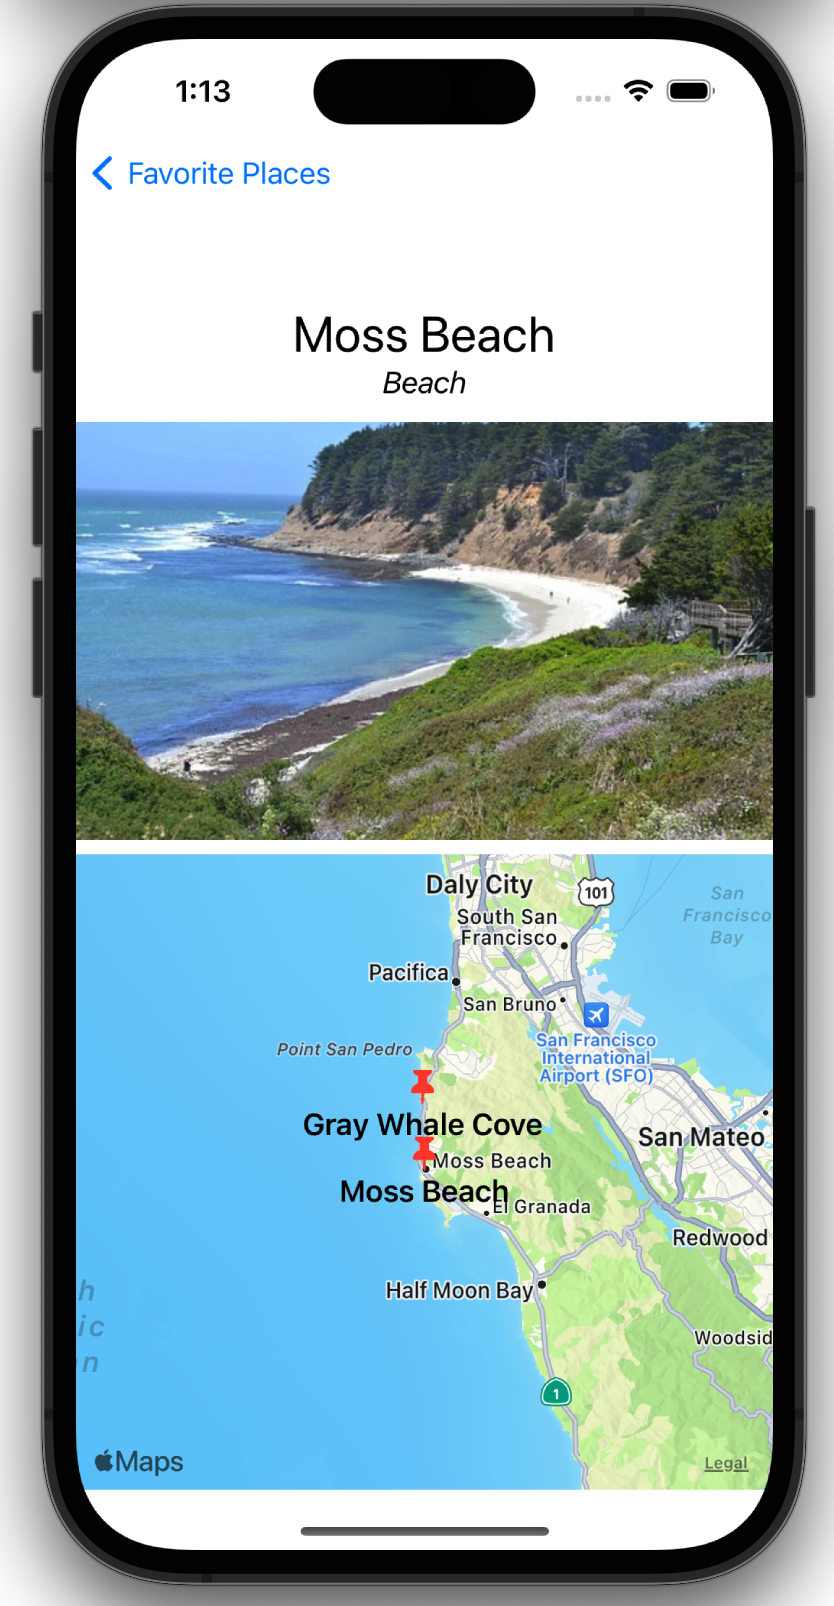 1:13
Favorite Places
Moss Beach
Beach
Daly City
101
San
Francisco
Bay
South San
Francisco
Pacifica
San Bruno
San Francisco
International
Airport (SFO)
Point San Pedro
Gray Whale Cove
San Mateo
Moss Beach
Moss Beach
El Granada
Redwood
Half Moon Bay
h
ic
n
Woodsid
1
Maps
Legal